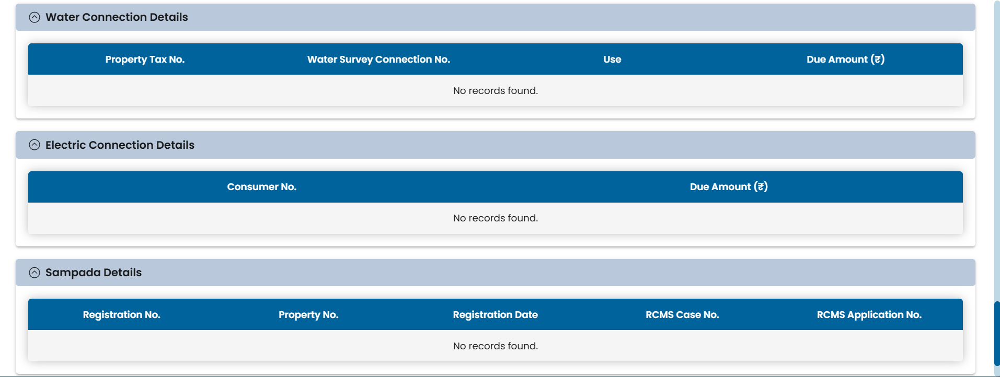 Water Connection Details
Property Tax No. Water Survey Connection No. Use Due Amount (₹)
No records found.
Electric Connection Details
Consumer No. Due Amount (₹)
No records found.
Sampada Details
Registration No. Property No. Registration Date RCMS Case No. RCMS Application No.
No records found.